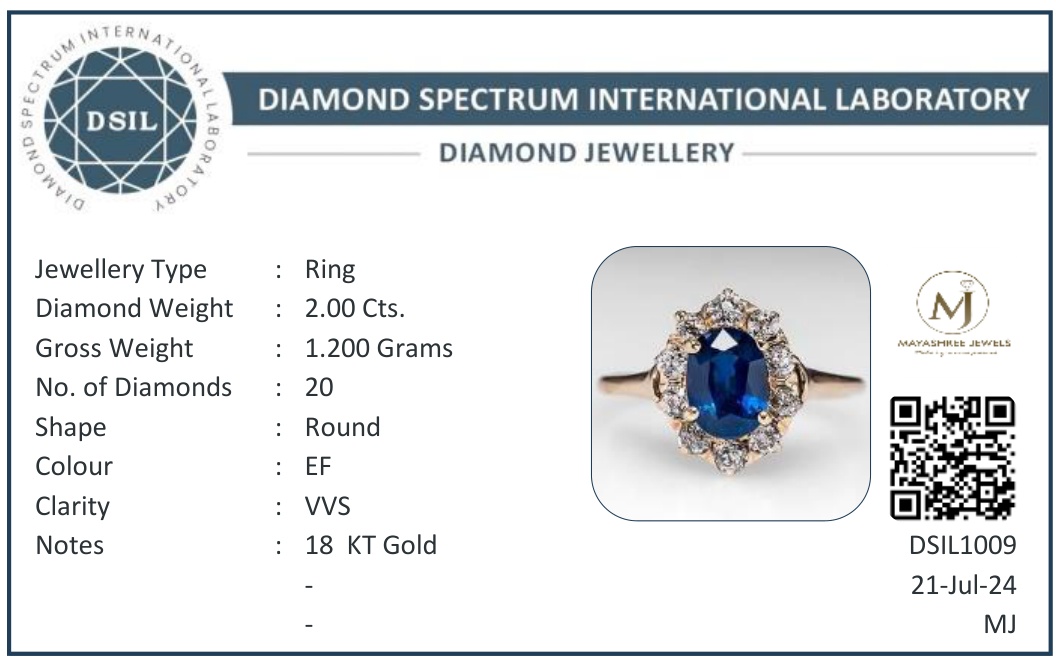 DIAMOND SPECTRUM INTERNATIONAL LABORATORY
DSIL
DIAMOND SPECTRUM INTERNATIONAL LABORATORY
DIAMOND JEWELLERY
Jewellery Type : Ring
Diamond Weight : 2.00 Cts.
Gross Weight : 1.200 Grams
No. of Diamonds : 20
Shape : Round
Colour : EF
Clarity : VVS
Notes : 18 KT Gold
-
-
MJ
MAYASHREE JEWELS
DSIL1009
21-Jul-24
MJ